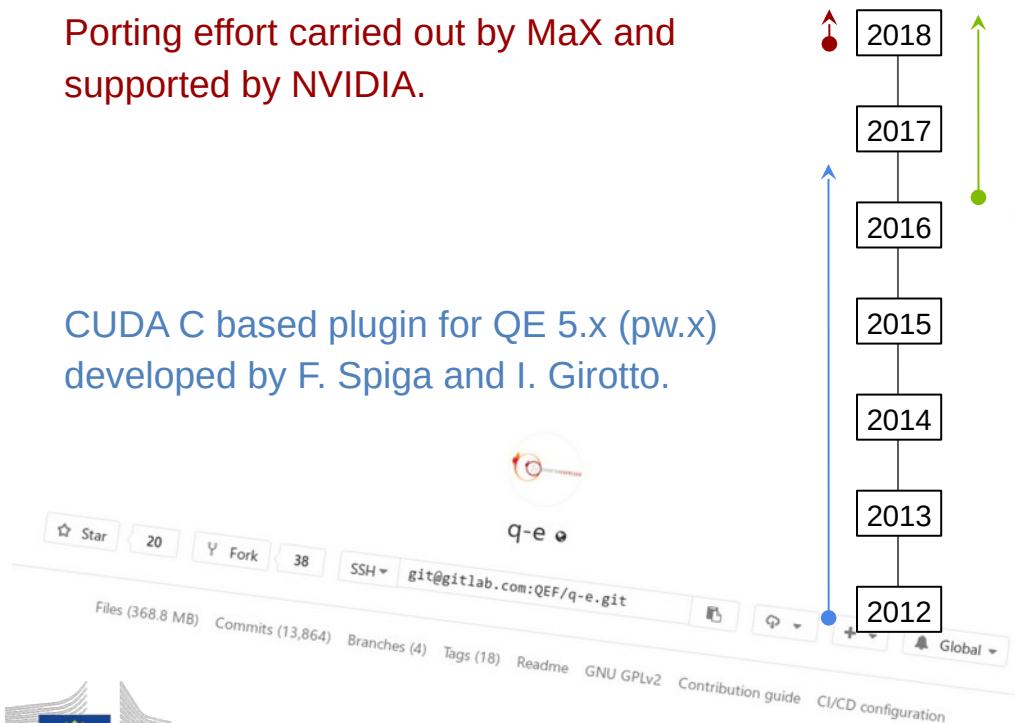 Porting effort carried out by MaX and
supported by NVIDIA.
2018
2017
2016
CUDA C based plugin for QE 5.x (pw.x)
developed by F. Spiga and I. Girotto.
2015
2014
2013
2012
q-e
Star 20 Fork 38 SSH git@gitlab.com:QEF/q-e.git + Global
Files (368.8 MB) Commits (13,864) Branches (4) Tags (18) Readme GNU GPLv2 Contribution guide CI/CD configuration